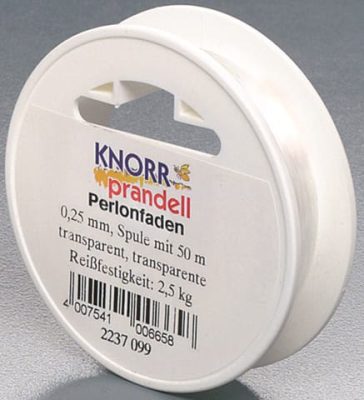 KNORR
prandell
Perlonfaden
0,25 mm, Spule mit 50 m
transparent, transparente
Reißfestigkeit: 2,5 kg
4 007541 006658
2237 099